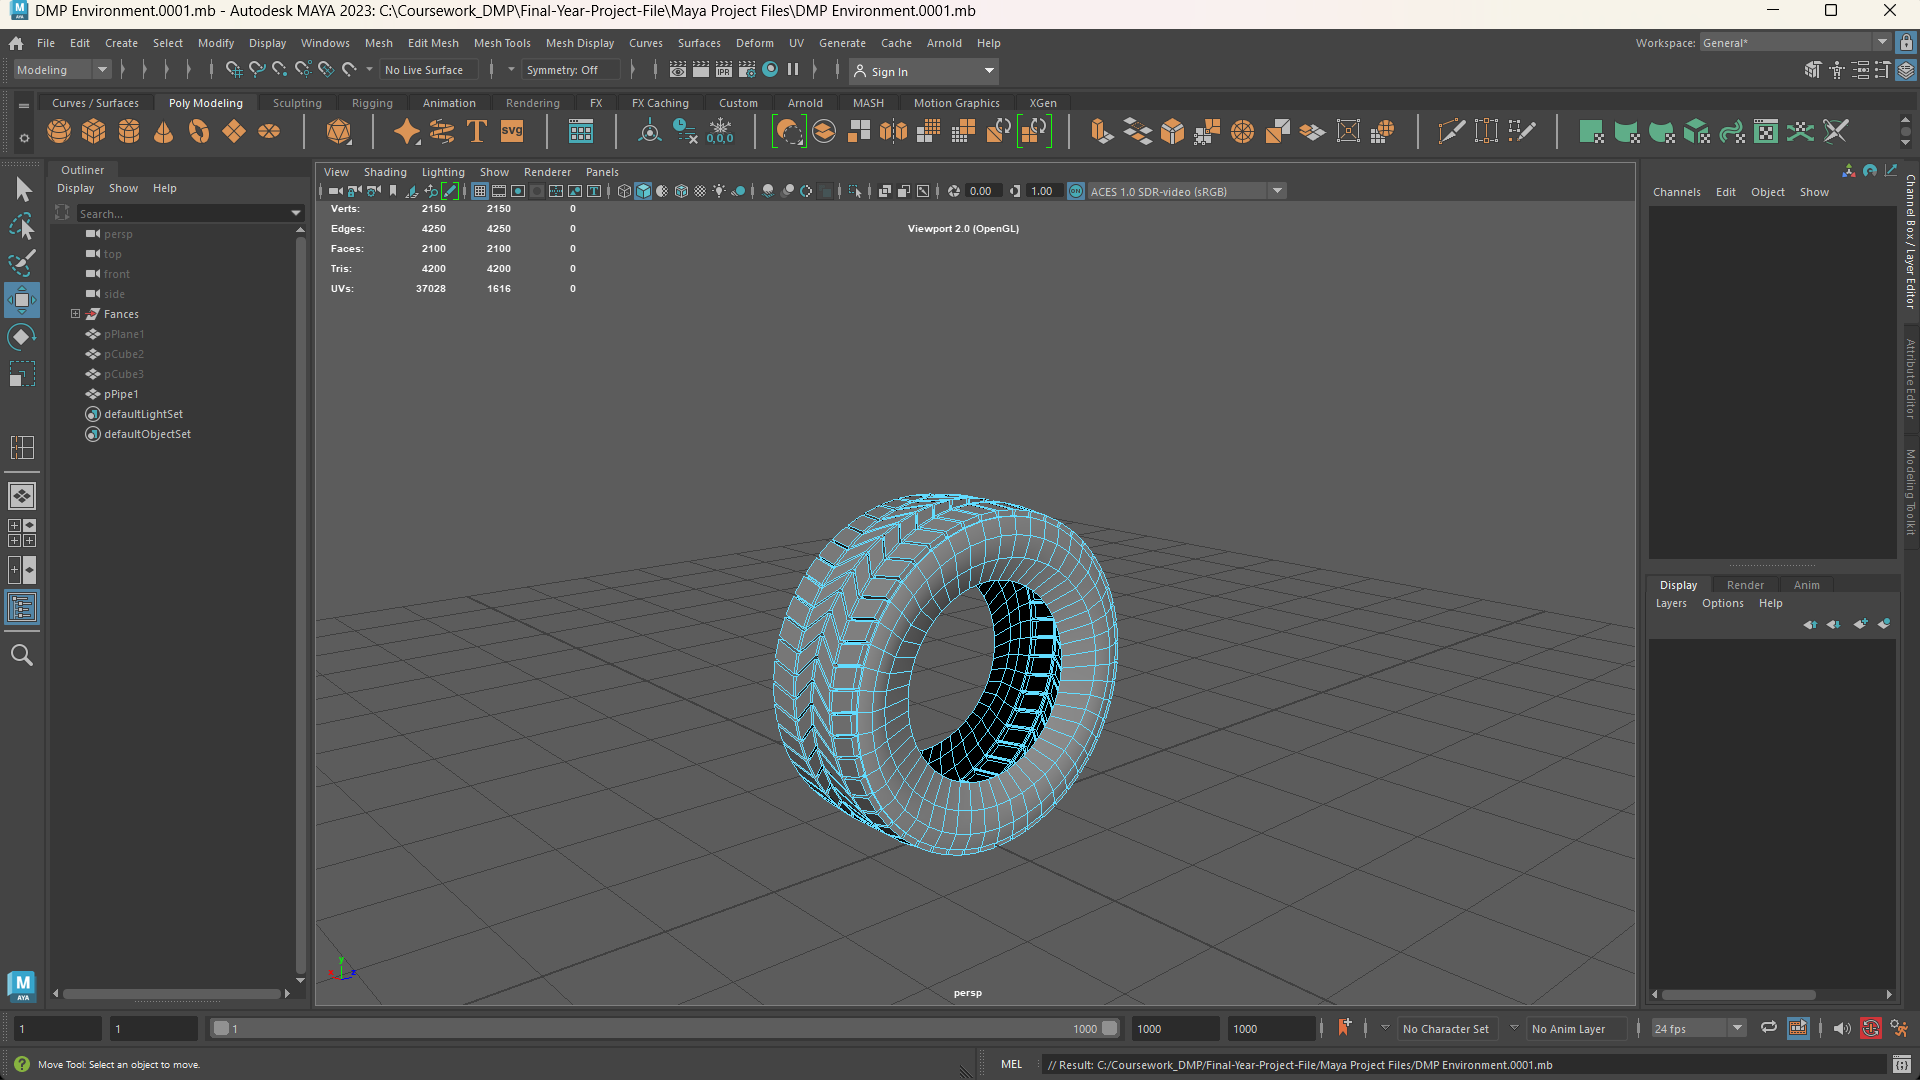 DMP Environment.0001.mb - Autodesk MAYA 2023: C:\Coursework_DMP\Final-Year-Project-File\Maya Project Files\DMP Environment.0001.mb
File Edit Create Select Modify Display Windows Mesh Edit Mesh Mesh Tools Mesh Display Curves Surfaces Deform UV Generate Cache Arnold Help
Workspace: General*
Modeling No Live Surface Symmetry: Off IPR Sign In
Curves / Surfaces Poly Modeling Sculpting Rigging Animation Rendering FX FX Caching Custom Arnold MASH Motion Graphics XGen
T SVG 0,0,0
Outliner
Display Show Help
Search...
persp
top
front
side
Fances
pPlane1
pCube2
pCube3
pPipe1
defaultLightSet
defaultObjectSet
View Shading Lighting Show Renderer Panels
0.00 1.00 ON ACES 1.0 SDR-video (sRGB)
Verts: 2150 2150 0
Edges: 4250 4250 0
Faces: 2100 2100 0
Tris: 4200 4200 0
UVs: 37028 1616 0
Viewport 2.0 (OpenGL)
y
x z
persp
Channels Edit Object Show
Channel Box / Layer Editor
Attribute Editor
Modeling Toolkit
Display Render Anim
Layers Options Help
M
AYA
1 1 1 1000 1000 1000 No Character Set No Anim Layer 24 fps
Move Tool: Select an object to move.
MEL // Result: C:/Coursework_DMP/Final-Year-Project-File/Maya Project Files/DMP Environment.0001.mb